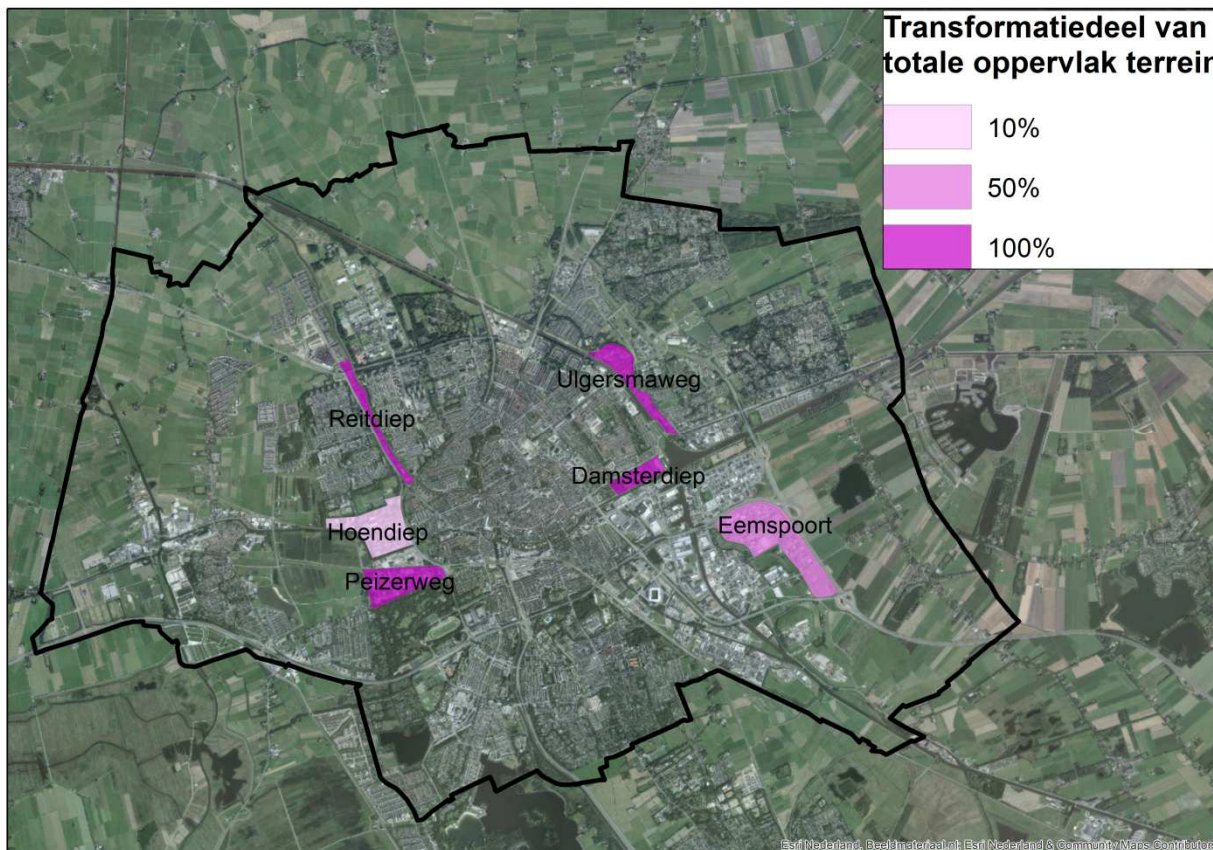 Transformatiedeel van
totale oppervlak terrein
10%
50%
100%
Ulgersmaweg
Reitdiep
Damsterdiep
Eemspoort
Hoendiep
Peizerweg
Esri Nederland, Beeldmateriaal.nl; Esri Nederland & Community Maps Contributors